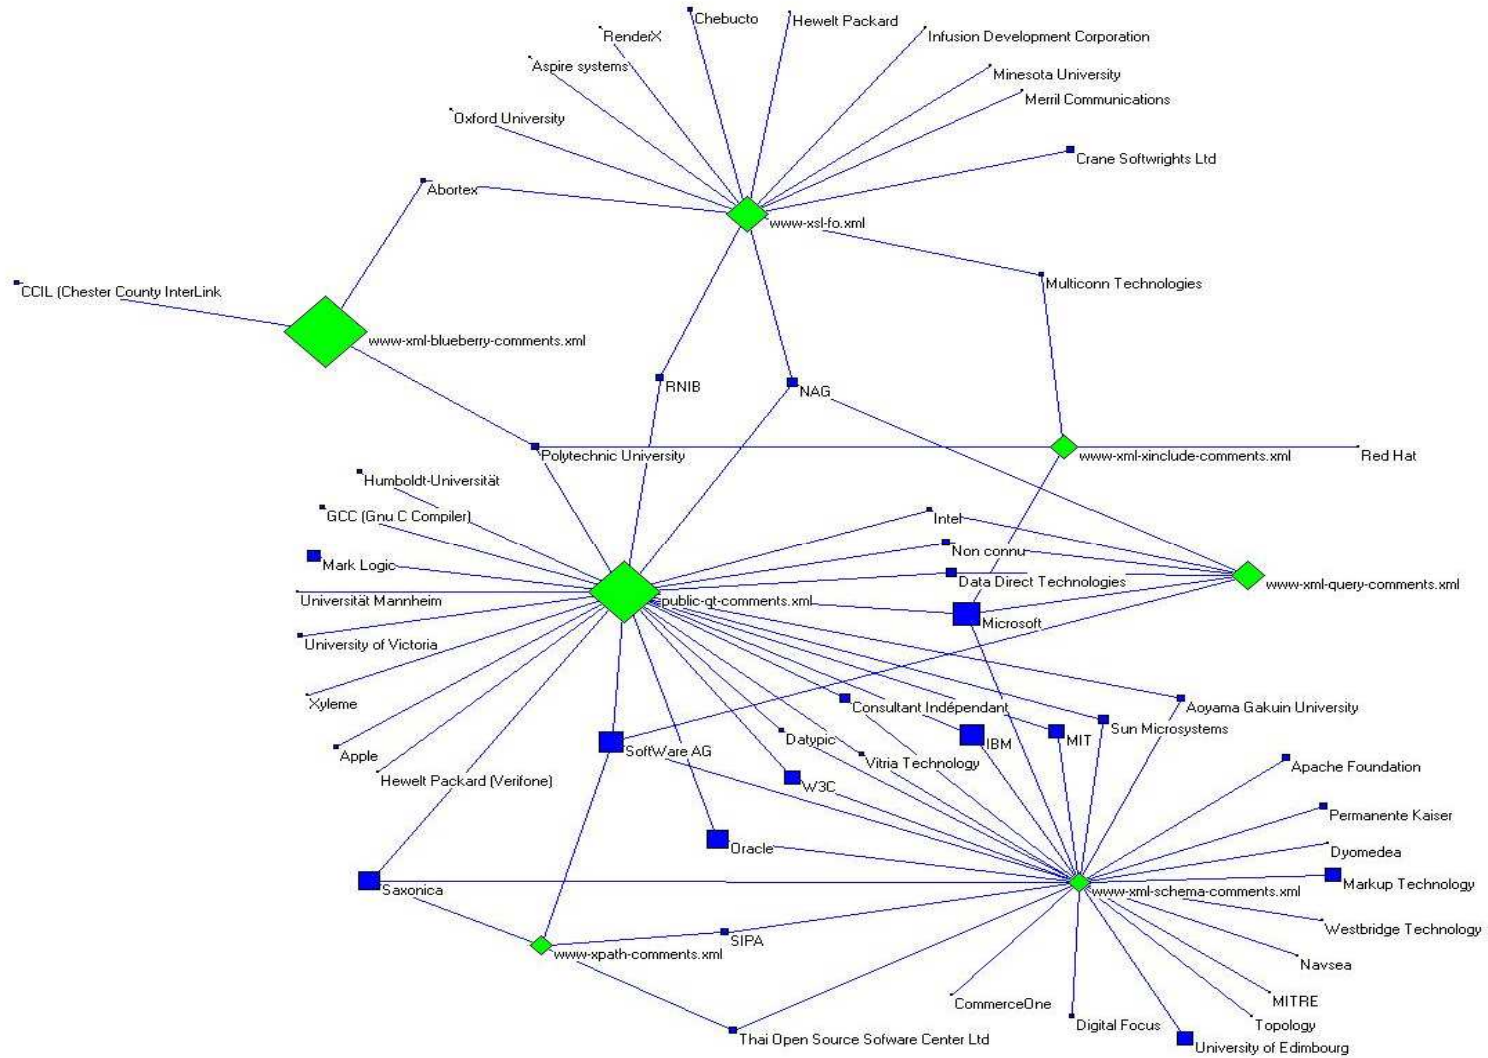 Chebucto
Hewelt Packard
RenderX
Infusion Development Corporation
Aspire systems
Minesota University
Merril Communications
Oxford University
Crane Softwrights Ltd
Abortex
www-xsl-fo.xml
Multiconn Technologies
CCIL (Chester County InterLink
www-xml-blueberry-comments.xml
RNIB
NAG
Polytechnic University
www-xml-xinclude-comments.xml
Red Hat
Humboldt-Universität
GCC (Gnu C Compiler)
Intel
Non connu
Mark Logic
Data Direct Technologies
www-xml-query-comments.xml
Universität Mannheim
public-qt-comments.xml
Microsoft
University of Victoria
Xyleme
Consultant Indépendant
Aoyama Gakuin University
Sun Microsystems
Datypic
IBM
MIT
Apple
SoftWare AG
Vitria Technology
Apache Foundation
Hewelt Packard (Verifone)
W3C
Permanente Kaiser
Oracle
Dyomedea
Saxonica
www-xml-schema-comments.xml
Markup Technology
Westbridge Technology
SIPA
www-xpath-comments.xml
Navsea
CommerceOne
MITRE
Digital Focus
Topology
Thai Open Source Sofware Center Ltd
University of Edimbourg